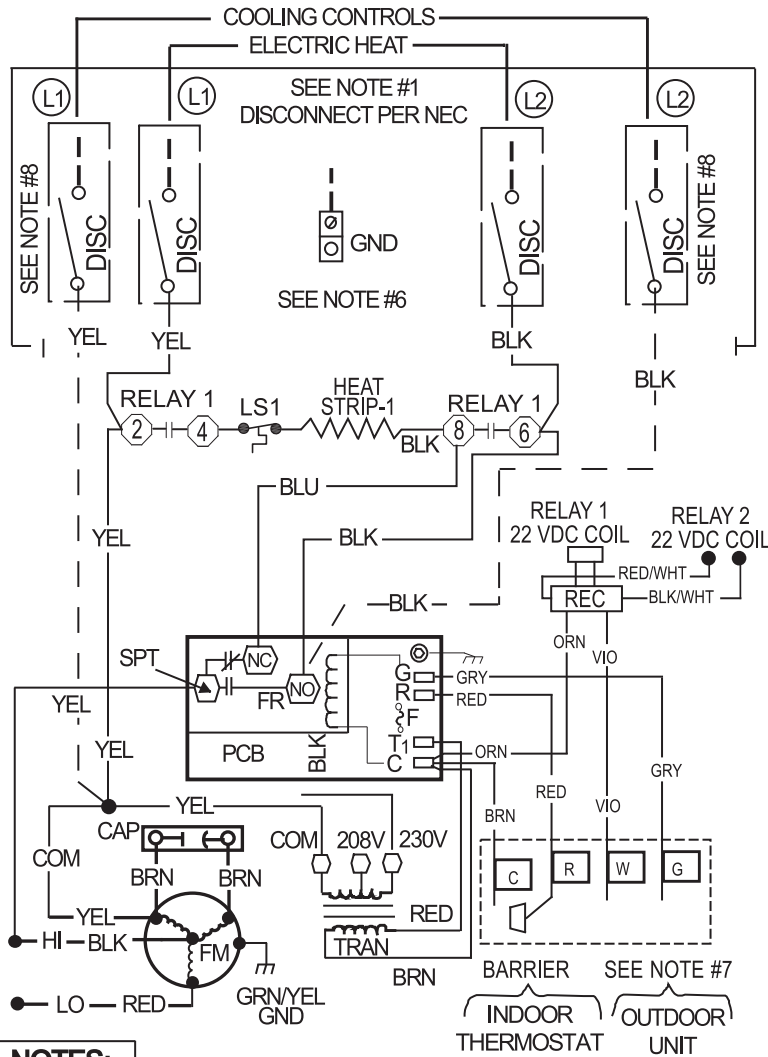 COOLING CONTROLS
ELECTRIC HEAT
L1
L1
SEE NOTE #1
DISCONNECT PER NEC
L2
L2
SEE NOTE #8
DISC
DISC
GND
DISC
DISC
SEE NOTE #8
SEE NOTE #6
YEL
YEL
BLK
BLK
RELAY 1
LS1
HEAT
STRIP-1
RELAY 1
2
4
8
6
BLK
BLU
YEL
BLK
RELAY 1
22 VDC COIL
RELAY 2
22 VDC COIL
RED/WHT
REC
BLK/WHT
BLK
ORN
VIO
SPT
NC
G
GRY
FR
NO
R
RED
YEL
F
T1
YEL
PCB
BLK
C
ORN
GRY
BRN
RED
VIO
YEL
CAP
COM
208V
230V
COM
BRN
BRN
C
R
W
G
YEL
RED
HI
BLK
FM
TRAN
BRN
LO
RED
GRN/YEL
GND
BARRIER
SEE NOTE #7
INDOOR
THERMOSTAT
OUTDOOR
UNIT
NOTES: